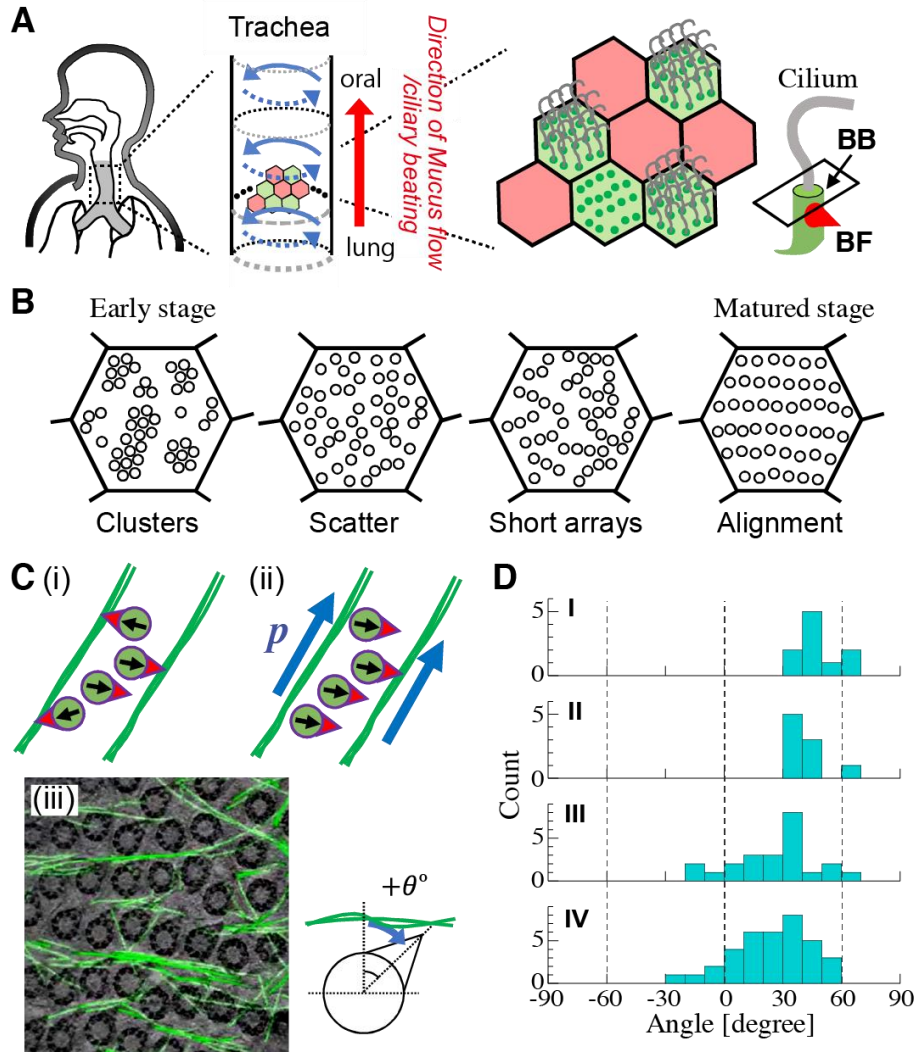 A
Trachea
oral
lung
Direction of Mucus flow
/ciliary beating
Cilium
BB
BF
B
Early stage
Matured stage
Clusters
Scatter
Short arrays
Alignment
C
(i)
(ii)
p
(iii)
+θ°
D
I
5
0
II
5
0
III
5
0
IV
5
0
Count
-90
-60
-30
0
30
60
90
Angle [degree]